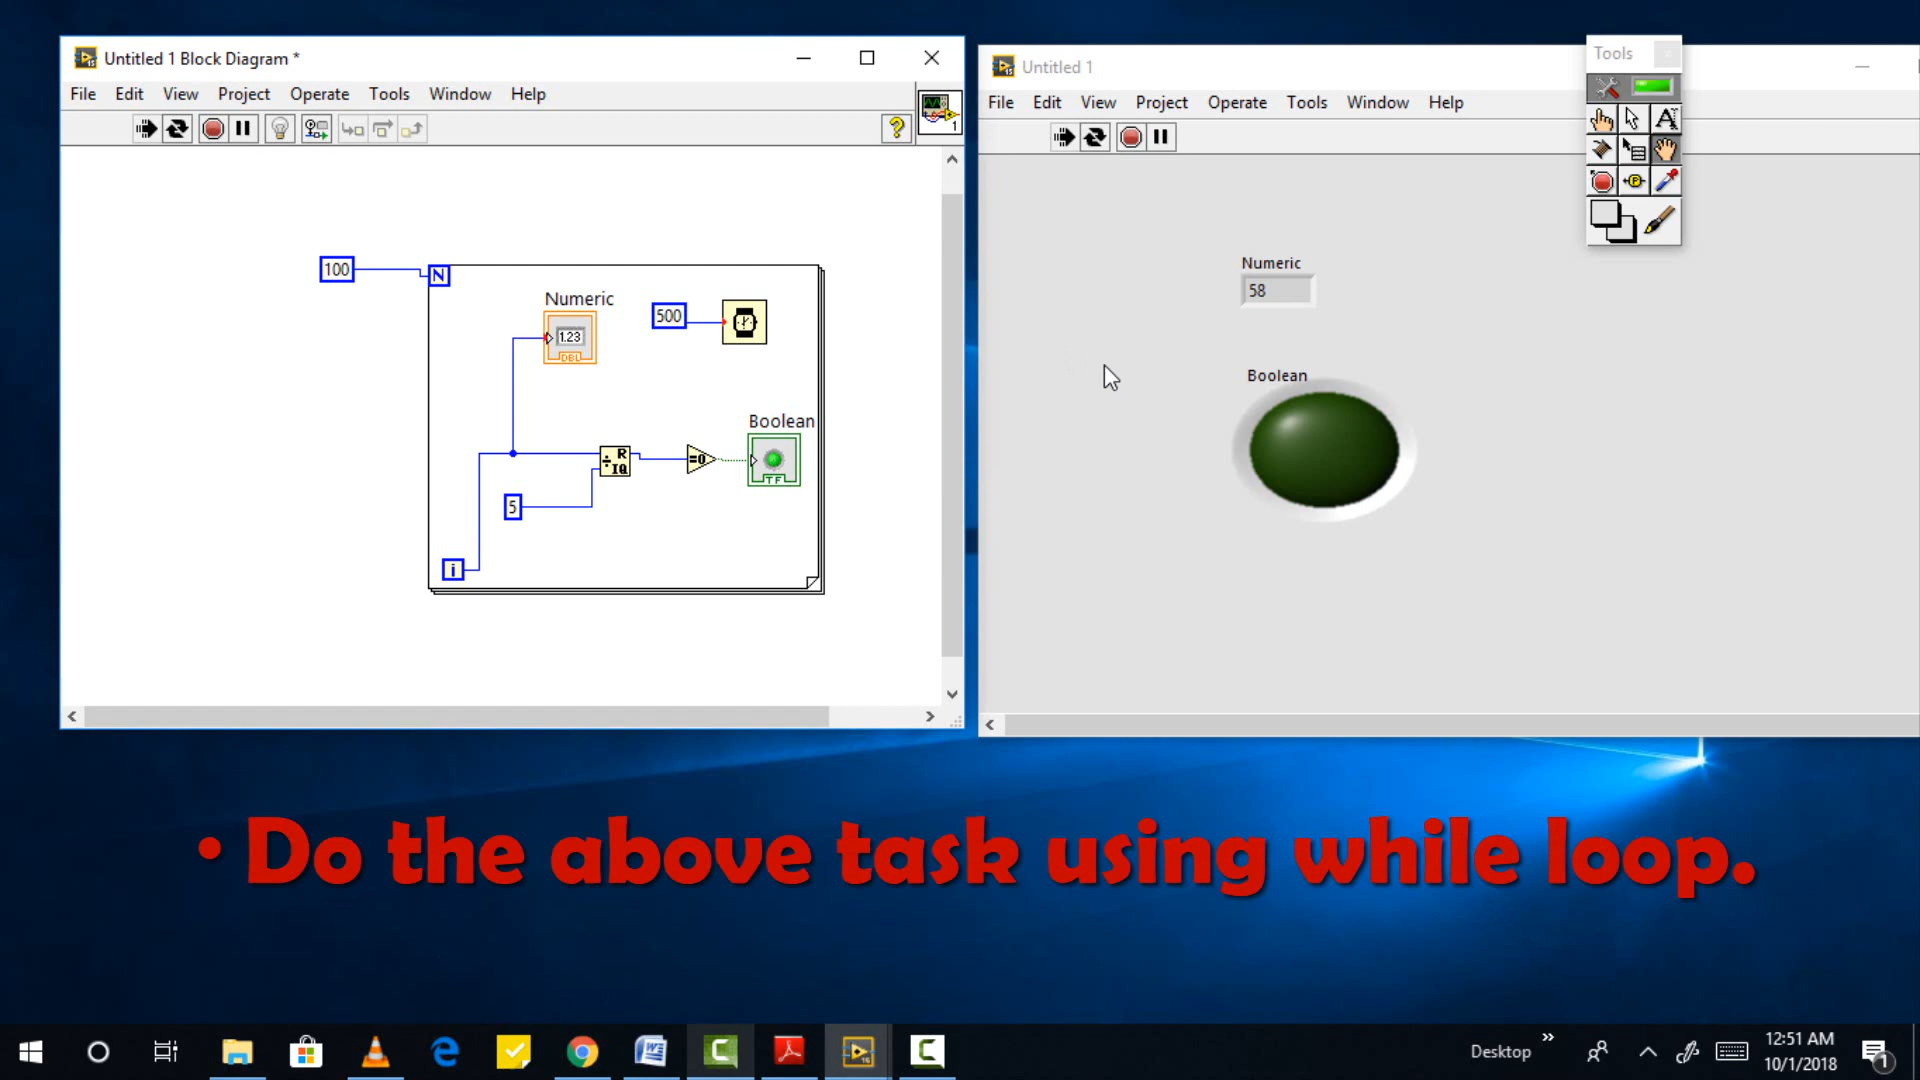 Untitled 1 Block Diagram *
File Edit View Project Operate Tools Window Help
1
100
N
Numeric
1.23
DBL
500
Boolean
TF
R
IQ
=0
5
i
Untitled 1
File Edit View Project Operate Tools Window Help
Tools
Numeric
58
Boolean
• Do the above task using while loop.
Desktop
12:51 AM
10/1/2018
1